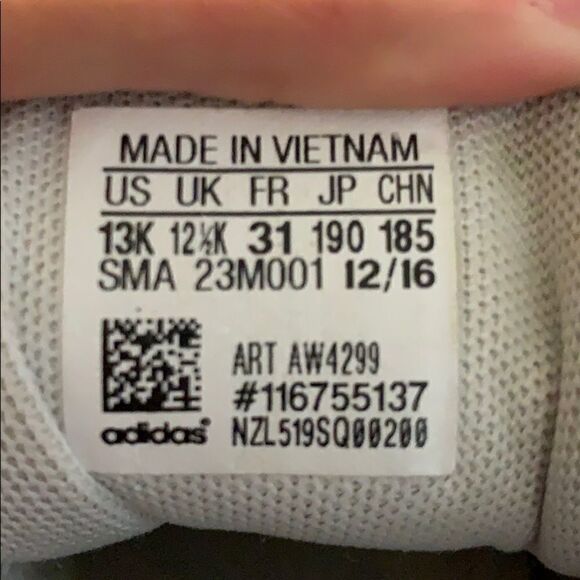 MADE IN VIETNAM
US UK FR JP CHN
13K 12½K 31 190 185
SMA 23M001 12/16
ART AW4299
#116755137
adidas® NZL519SQ00200